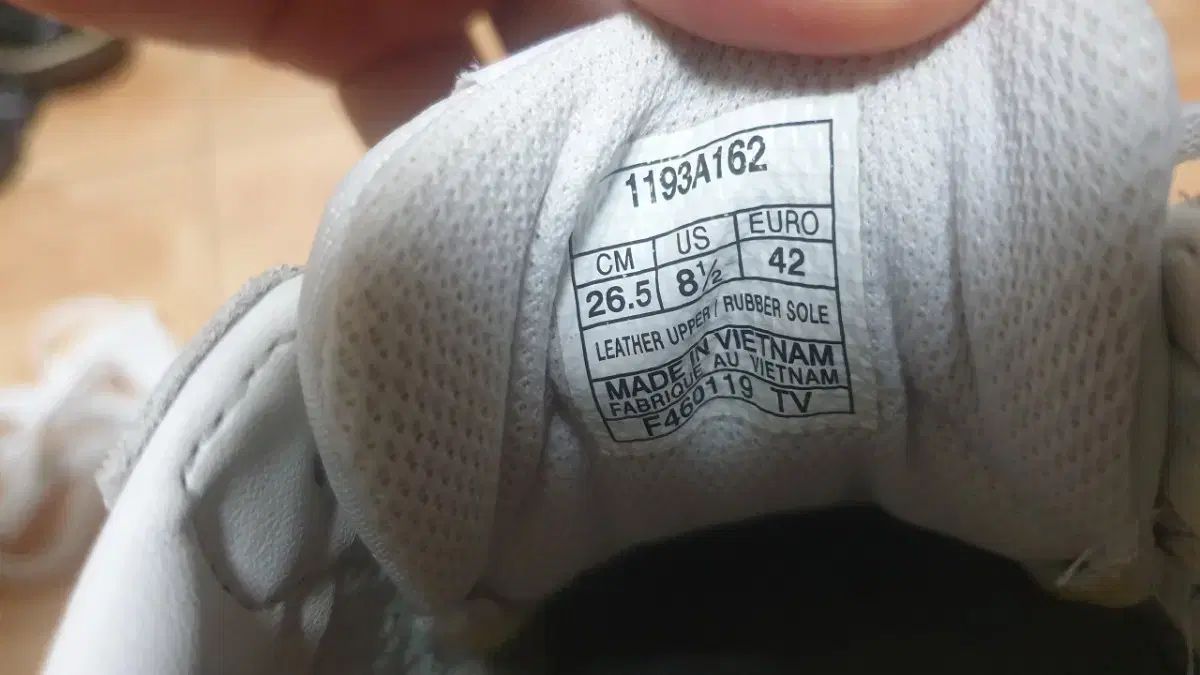 1193A162
CM US EURO
26.5 8½ 42
LEATHER UPPER / RUBBER SOLE
MADE IN VIETNAM
FABRIQUE AU VIETNAM
F460119 TV